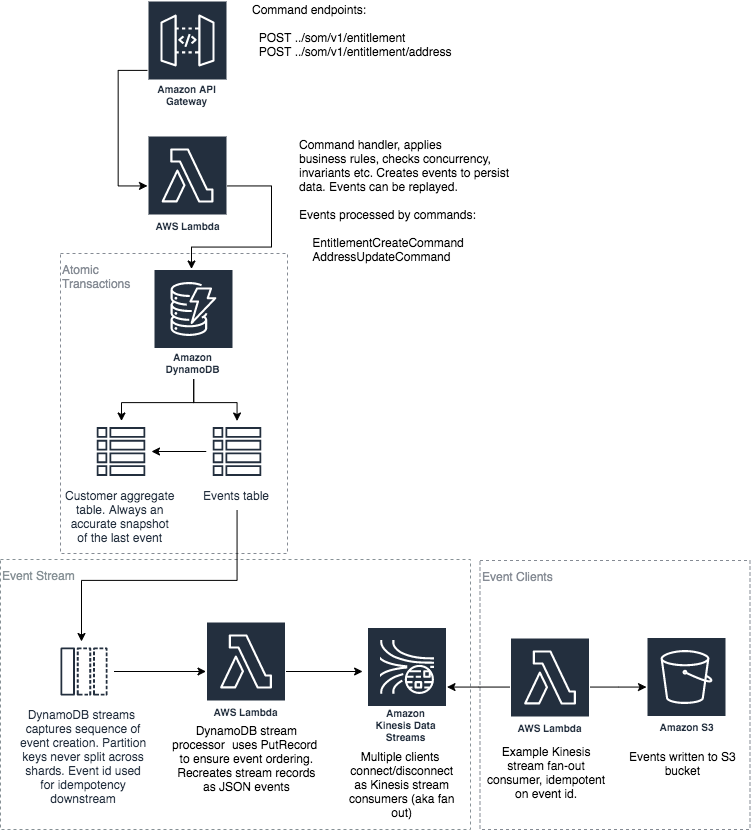 Command endpoints:
POST ../som/v1/entitlement
POST ../som/v1/entitlement/address
Amazon API
Gateway
Command handler, applies
business rules, checks concurrency,
invariants etc. Creates events to persist
data. Events can be replayed.
Events processed by commands:
EntitlementCreateCommand
AddressUpdateCommand
AWS Lambda
Atomic
Transactions
Amazon
DynamoDB
Customer aggregate
table. Always an
accurate snapshot
of the last event
Events table
Event Stream
DynamoDB streams
captures sequence of
event creation. Partition
keys never split across
shards. Event id used
for idempotency
downstream
AWS Lambda
DynamoDB stream
processor uses PutRecord
to ensure event ordering.
Recreates stream records
as JSON events
Amazon
Kinesis Data
Streams
Multiple clients
connect/disconnect
as Kinesis stream
consumers (aka fan
out)
Event Clients
AWS Lambda
Example Kinesis
stream fan-out
consumer, idempotent
on event id.
Amazon S3
Events written to S3
bucket